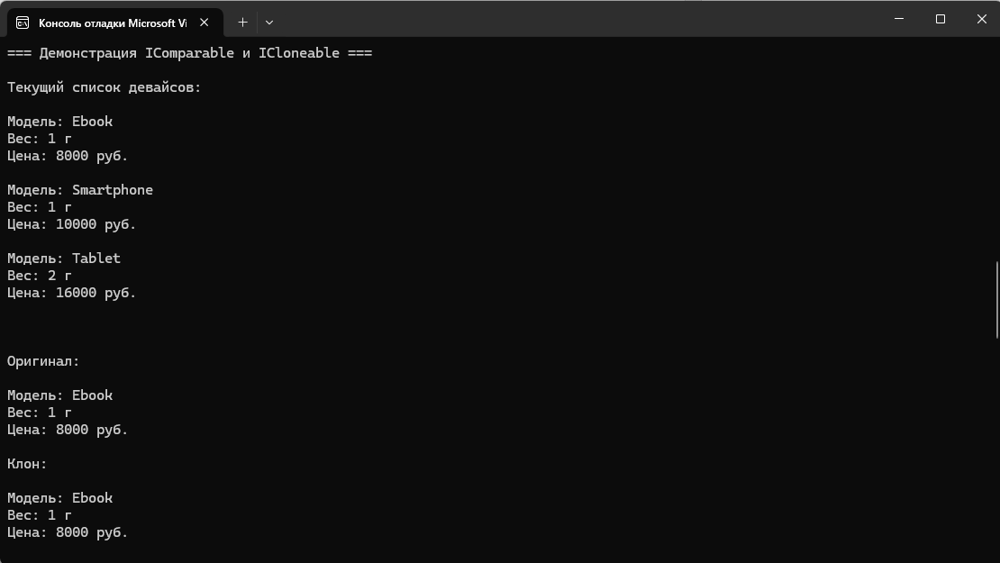 Консоль отладки Microsoft Vi
=== Демонстрация IComparable и ICloneable ===
Текущий список девайсов:
Модель: Ebook
Вес: 1 г
Цена: 8000 руб.
Модель: Smartphone
Вес: 1 г
Цена: 10000 руб.
Модель: Tablet
Вес: 2 г
Цена: 16000 руб.
Оригинал:
Модель: Ebook
Вес: 1 г
Цена: 8000 руб.
Клон:
Модель: Ebook
Вес: 1 г
Цена: 8000 руб.